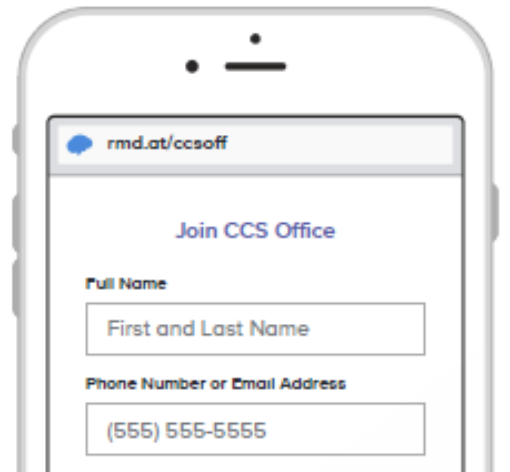 rmd.at/ccsoff
Join CCS Office
Full Name
First and Last Name
Phone Number or Email Address
(555) 555-5555